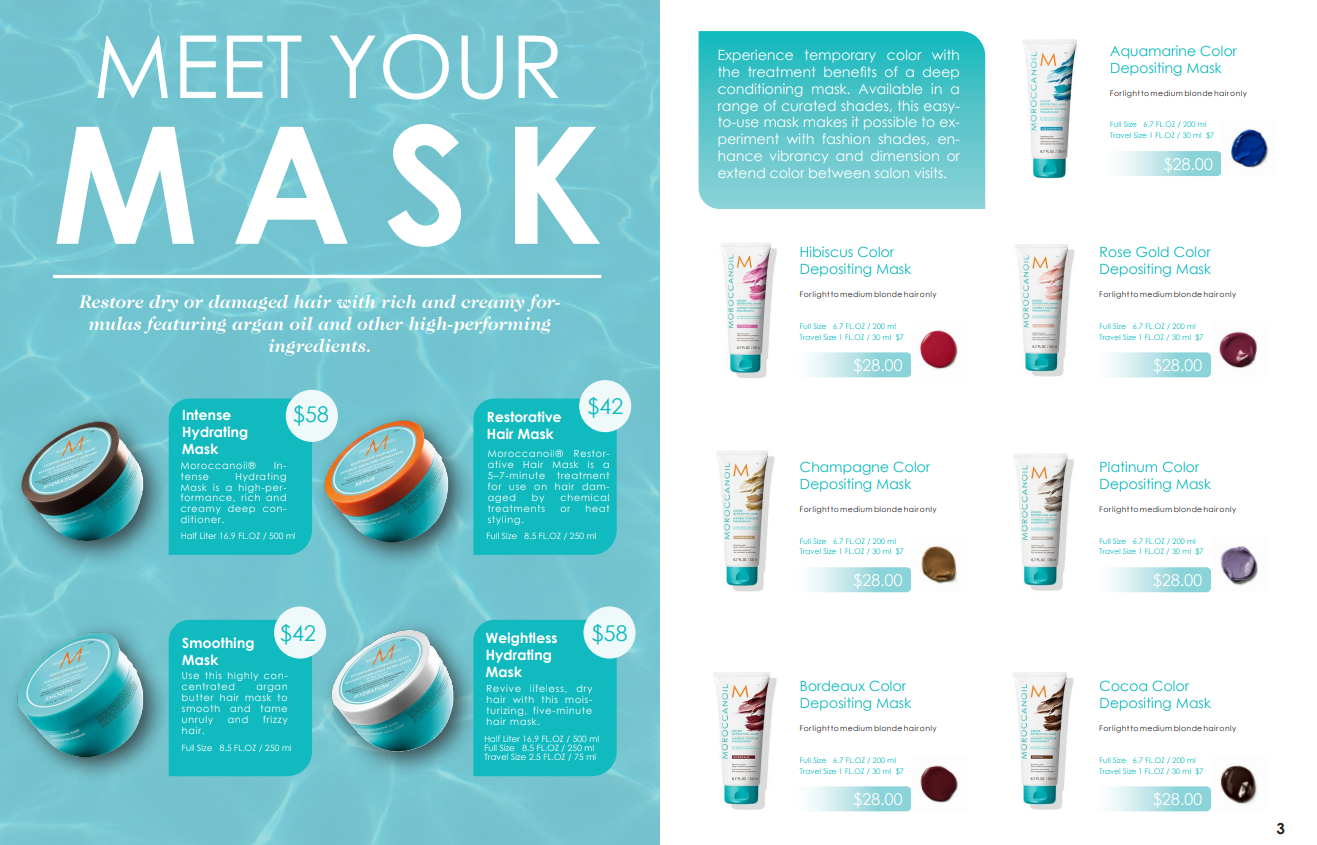 MEET YOUR
MASK
Restore dry or damaged hair with rich and creamy for-
mulas featuring argan oil and other high-performing
ingredients.
Intense
Hydrating
Mask
$58
Moroccanoil® In-
tense Hydrating
Mask is a high-per-
formance, rich and
creamy deep con-
ditioner.
Half Liter 16.9 FL.OZ / 500 ml
HYDRATION
Restorative
Hair Mask
$42
Moroccanoil® Restor-
ative Hair Mask is a
5–7-minute treatment
for use on hair dam-
aged by chemical
treatments or heat
styling.
Full Size 8.5 FL.OZ / 250 ml
REPAIR
Smoothing
Mask
$42
Use this highly con-
centrated argan
butter hair mask to
smooth and tame
unruly and frizzy
hair.
Full Size 8.5 FL.OZ / 250 ml
SMOOTH
Weightless
Hydrating
Mask
$58
Revive lifeless, dry
hair with this mois-
turizing, five-minute
hair mask.
Half Liter 16.9 FL.OZ / 500 ml
Full Size 8.5 FL.OZ / 250 ml
Travel Size 2.5 FL.OZ / 75 ml
HYDRATION
Experience temporary color with
the treatment benefits of a deep
conditioning mask. Available in a
range of curated shades, this easy-
to-use mask makes it possible to ex-
periment with fashion shades, en-
hance vibrancy and dimension or
extend color between salon visits.
MOROCCANOIL
M
Aquamarine Color
Depositing Mask
For light to medium blonde hair only
Full Size 6.7 FL.OZ / 200 ml
Travel Size 1 FL.OZ / 30 ml $7
$28.00
MOROCCANOIL
M
Hibiscus Color
Depositing Mask
For light to medium blonde hair only
Full Size 6.7 FL.OZ / 200 ml
Travel Size 1 FL.OZ / 30 ml $7
$28.00
MOROCCANOIL
M
Rose Gold Color
Depositing Mask
For light to medium blonde hair only
Full Size 6.7 FL.OZ / 200 ml
Travel Size 1 FL.OZ / 30 ml $7
$28.00
MOROCCANOIL
M
Champagne Color
Depositing Mask
For light to medium blonde hair only
Full Size 6.7 FL.OZ / 200 ml
Travel Size 1 FL.OZ / 30 ml $7
$28.00
MOROCCANOIL
M
Platinum Color
Depositing Mask
For light to medium blonde hair only
Full Size 6.7 FL.OZ / 200 ml
Travel Size 1 FL.OZ / 30 ml $7
$28.00
MOROCCANOIL
M
Bordeaux Color
Depositing Mask
For light to medium blonde hair only
Full Size 6.7 FL.OZ / 200 ml
Travel Size 1 FL.OZ / 30 ml $7
$28.00
MOROCCANOIL
M
Cocoa Color
Depositing Mask
For light to medium blonde hair only
Full Size 6.7 FL.OZ / 200 ml
Travel Size 1 FL.OZ / 30 ml $7
$28.00
3